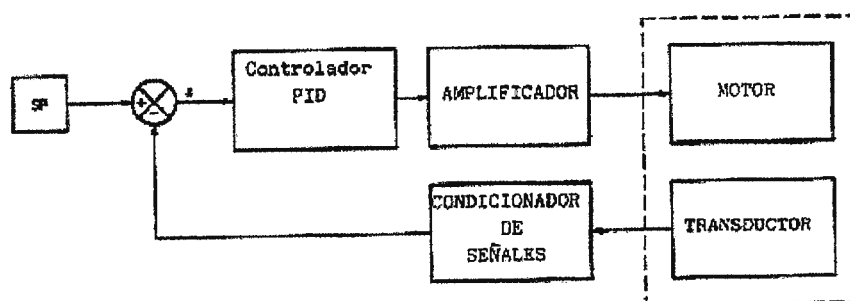 SP
+
-
Controlador
PID
AMPLIFICADOR
MOTOR
CONDICIONADOR
DE
SEÑALES
TRANSDUCTOR